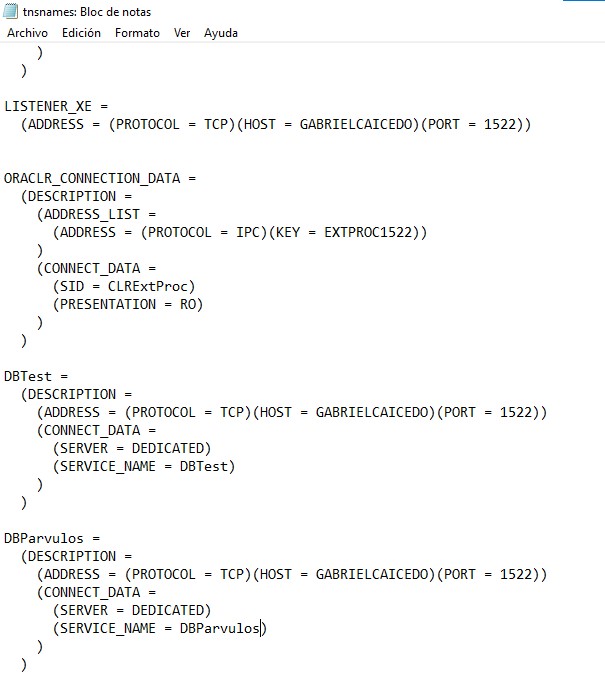 tnsnames: Bloc de notas
Archivo Edición Formato Ver Ayuda
    )
  )
LISTENER_XE =
  (ADDRESS = (PROTOCOL = TCP)(HOST = GABRIELCAICEDO)(PORT = 1522))
ORACLR_CONNECTION_DATA =
  (DESCRIPTION =
    (ADDRESS_LIST =
      (ADDRESS = (PROTOCOL = IPC)(KEY = EXTPROC1522))
    )
    (CONNECT_DATA =
      (SID = CLRExtProc)
      (PRESENTATION = RO)
    )
  )
DBTest =
  (DESCRIPTION =
    (ADDRESS = (PROTOCOL = TCP)(HOST = GABRIELCAICEDO)(PORT = 1522))
    (CONNECT_DATA =
      (SERVER = DEDICATED)
      (SERVICE_NAME = DBTest)
    )
  )
DBParvulos =
  (DESCRIPTION =
    (ADDRESS = (PROTOCOL = TCP)(HOST = GABRIELCAICEDO)(PORT = 1522))
    (CONNECT_DATA =
      (SERVER = DEDICATED)
      (SERVICE_NAME = DBParvulos)
    )
  )